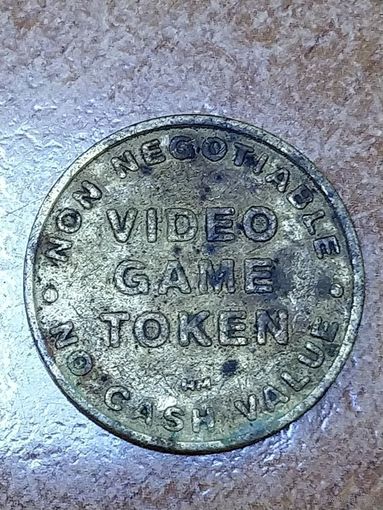 NON NEGOTIABLE
VIDEO
GAME
TOKEN
HM
NO CASH VALUE